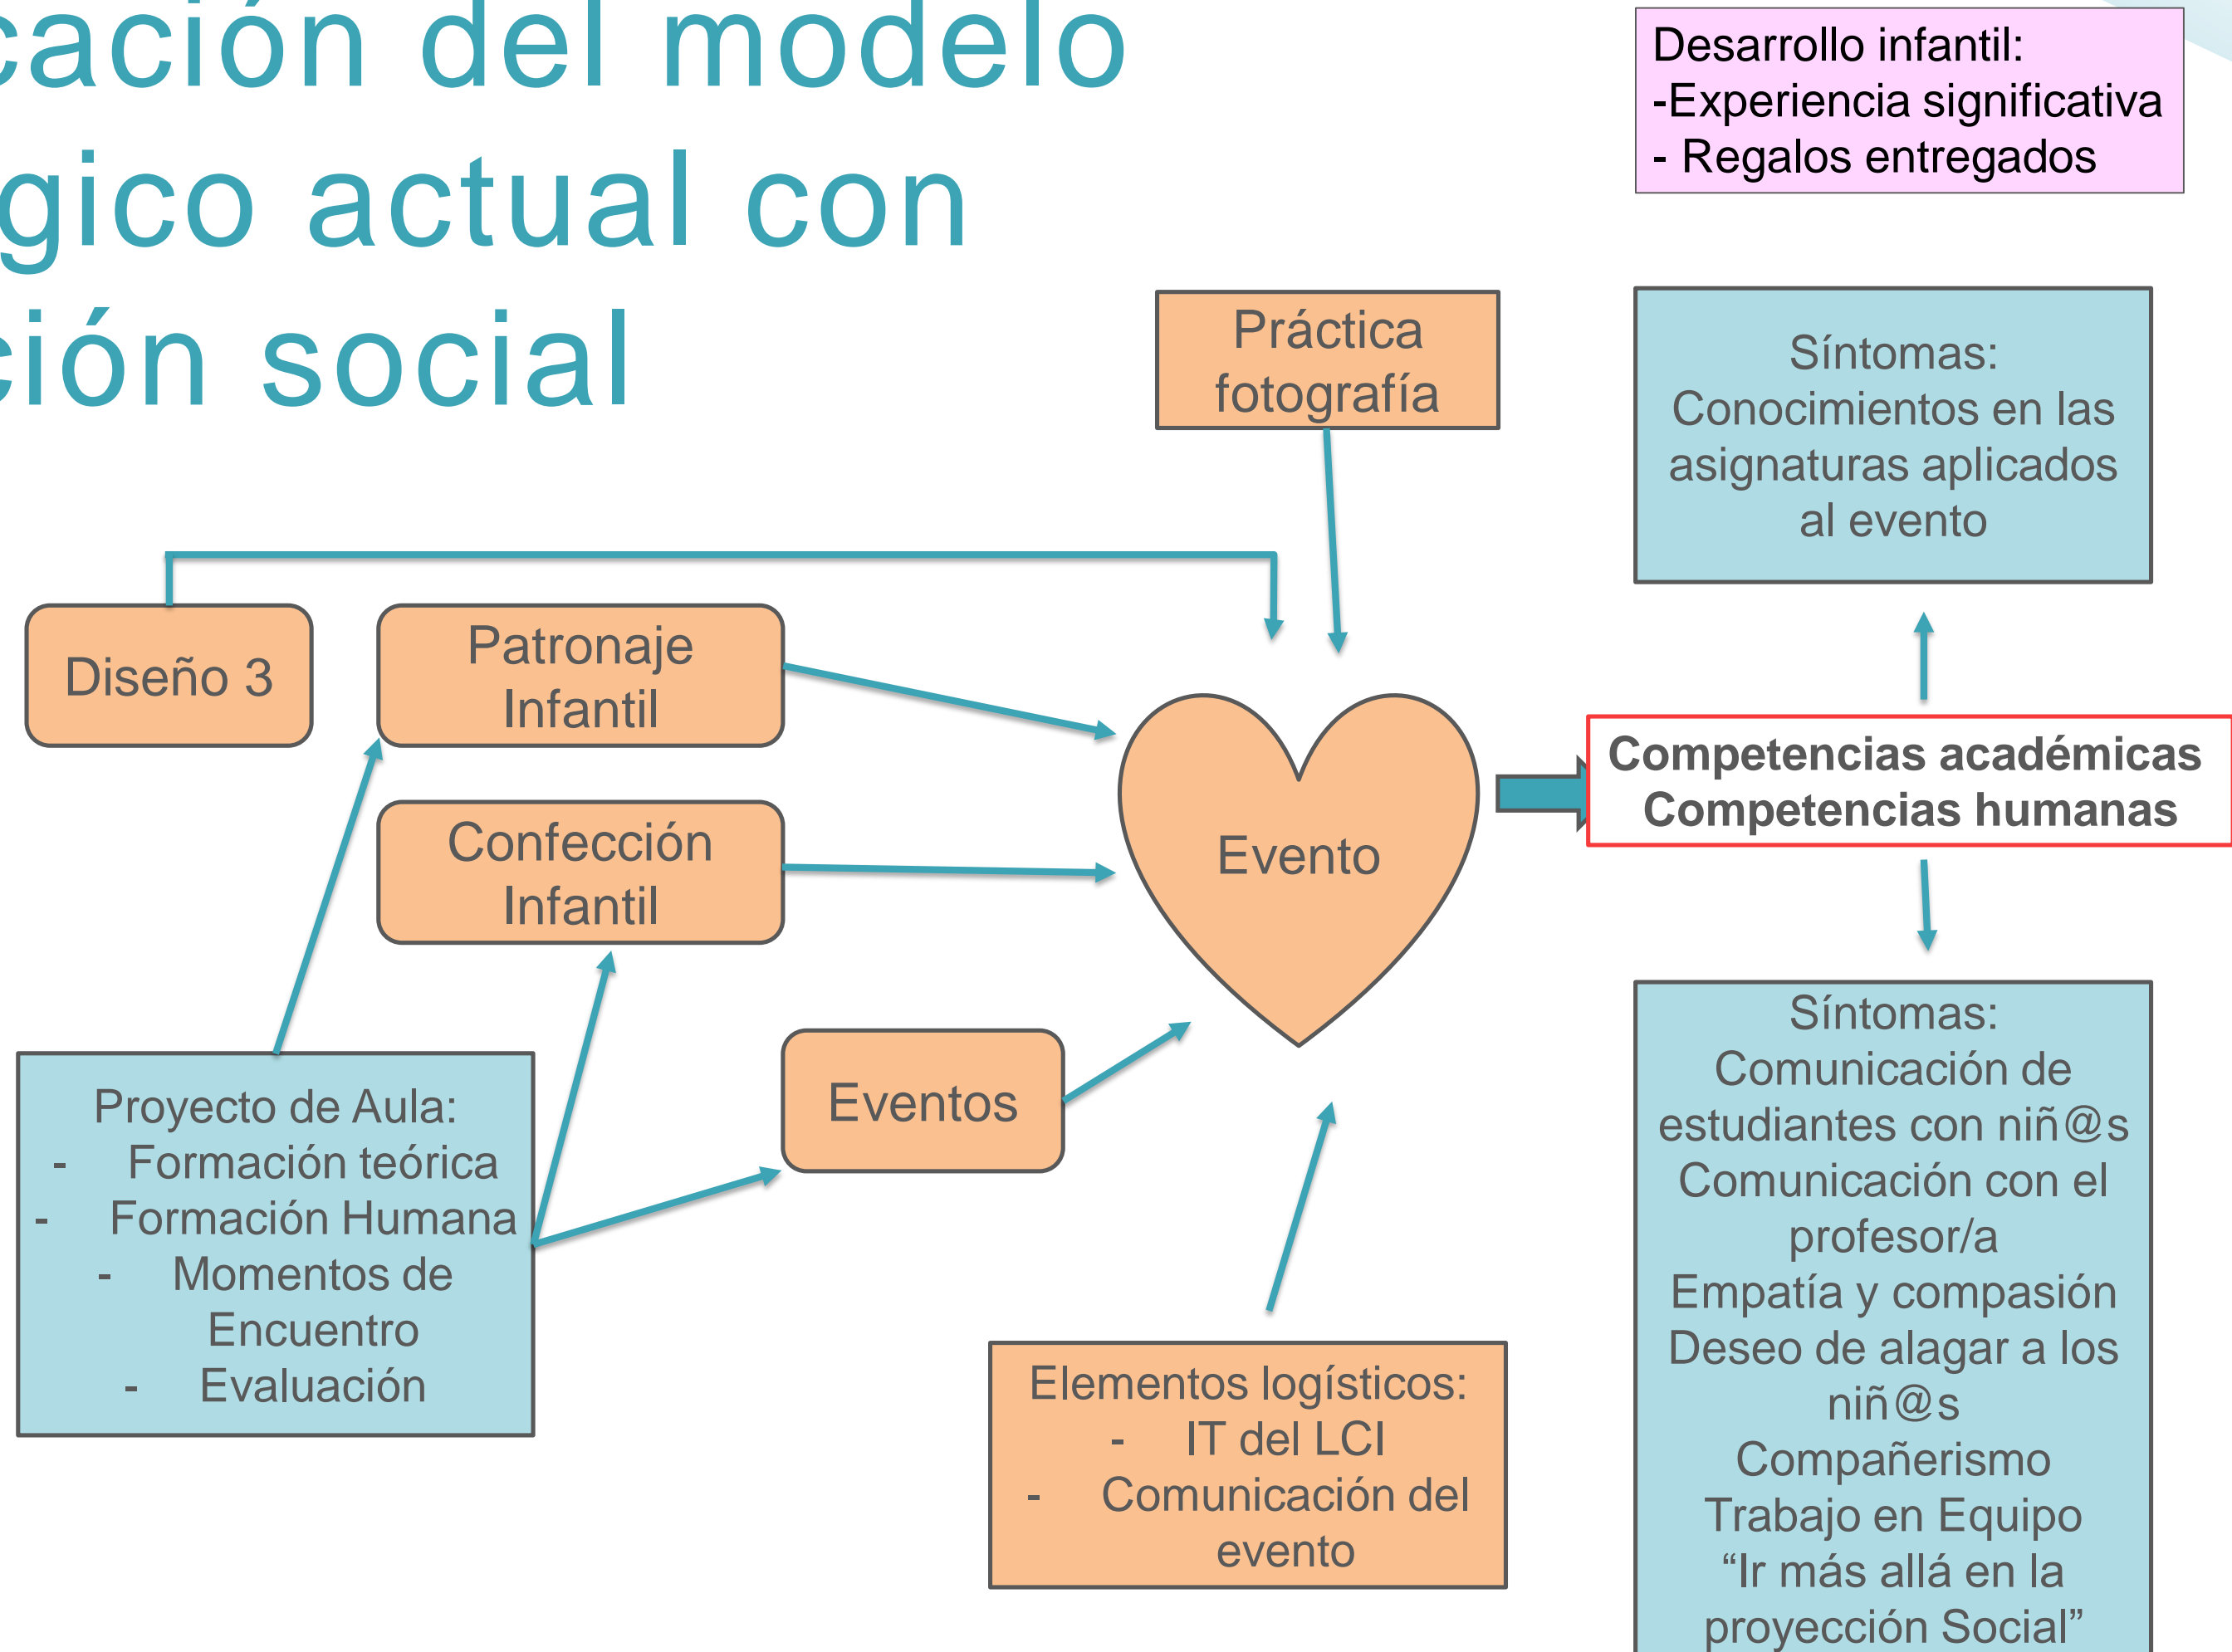 cación del modelo
gico actual con
ción social
Desarrollo infantil:
-Experiencia significativa
- Regalos entregados
Práctica
fotografía
Síntomas:
Conocimientos en las
asignaturas aplicados
al evento
Diseño 3
Patronaje
Infantil
Confección
Infantil
Evento
Competencias académicas
Competencias humanas
Eventos
Proyecto de Aula:
- Formación teórica
- Formación Humana
- Momentos de
Encuentro
- Evaluación
Elementos logísticos:
- IT del LCI
- Comunicación del
evento
Síntomas:
Comunicación de
estudiantes con niñ@s
Comunicación con el
profesor/a
Empatía y compasión
Deseo de alagar a los
niñ@s
Compañerismo
Trabajo en Equipo
“Ir más allá en la
proyección Social”